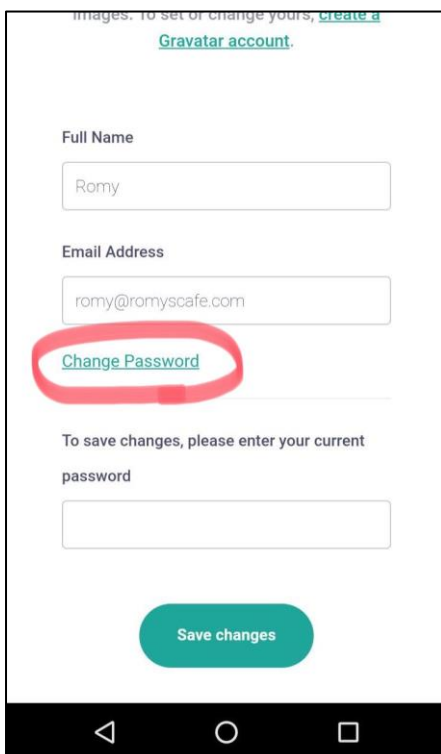 images. To set or change yours, create a
Gravatar account.
Full Name
Romy
Email Address
romy@romyscafe.com
Change Password
To save changes, please enter your current
password
Save changes